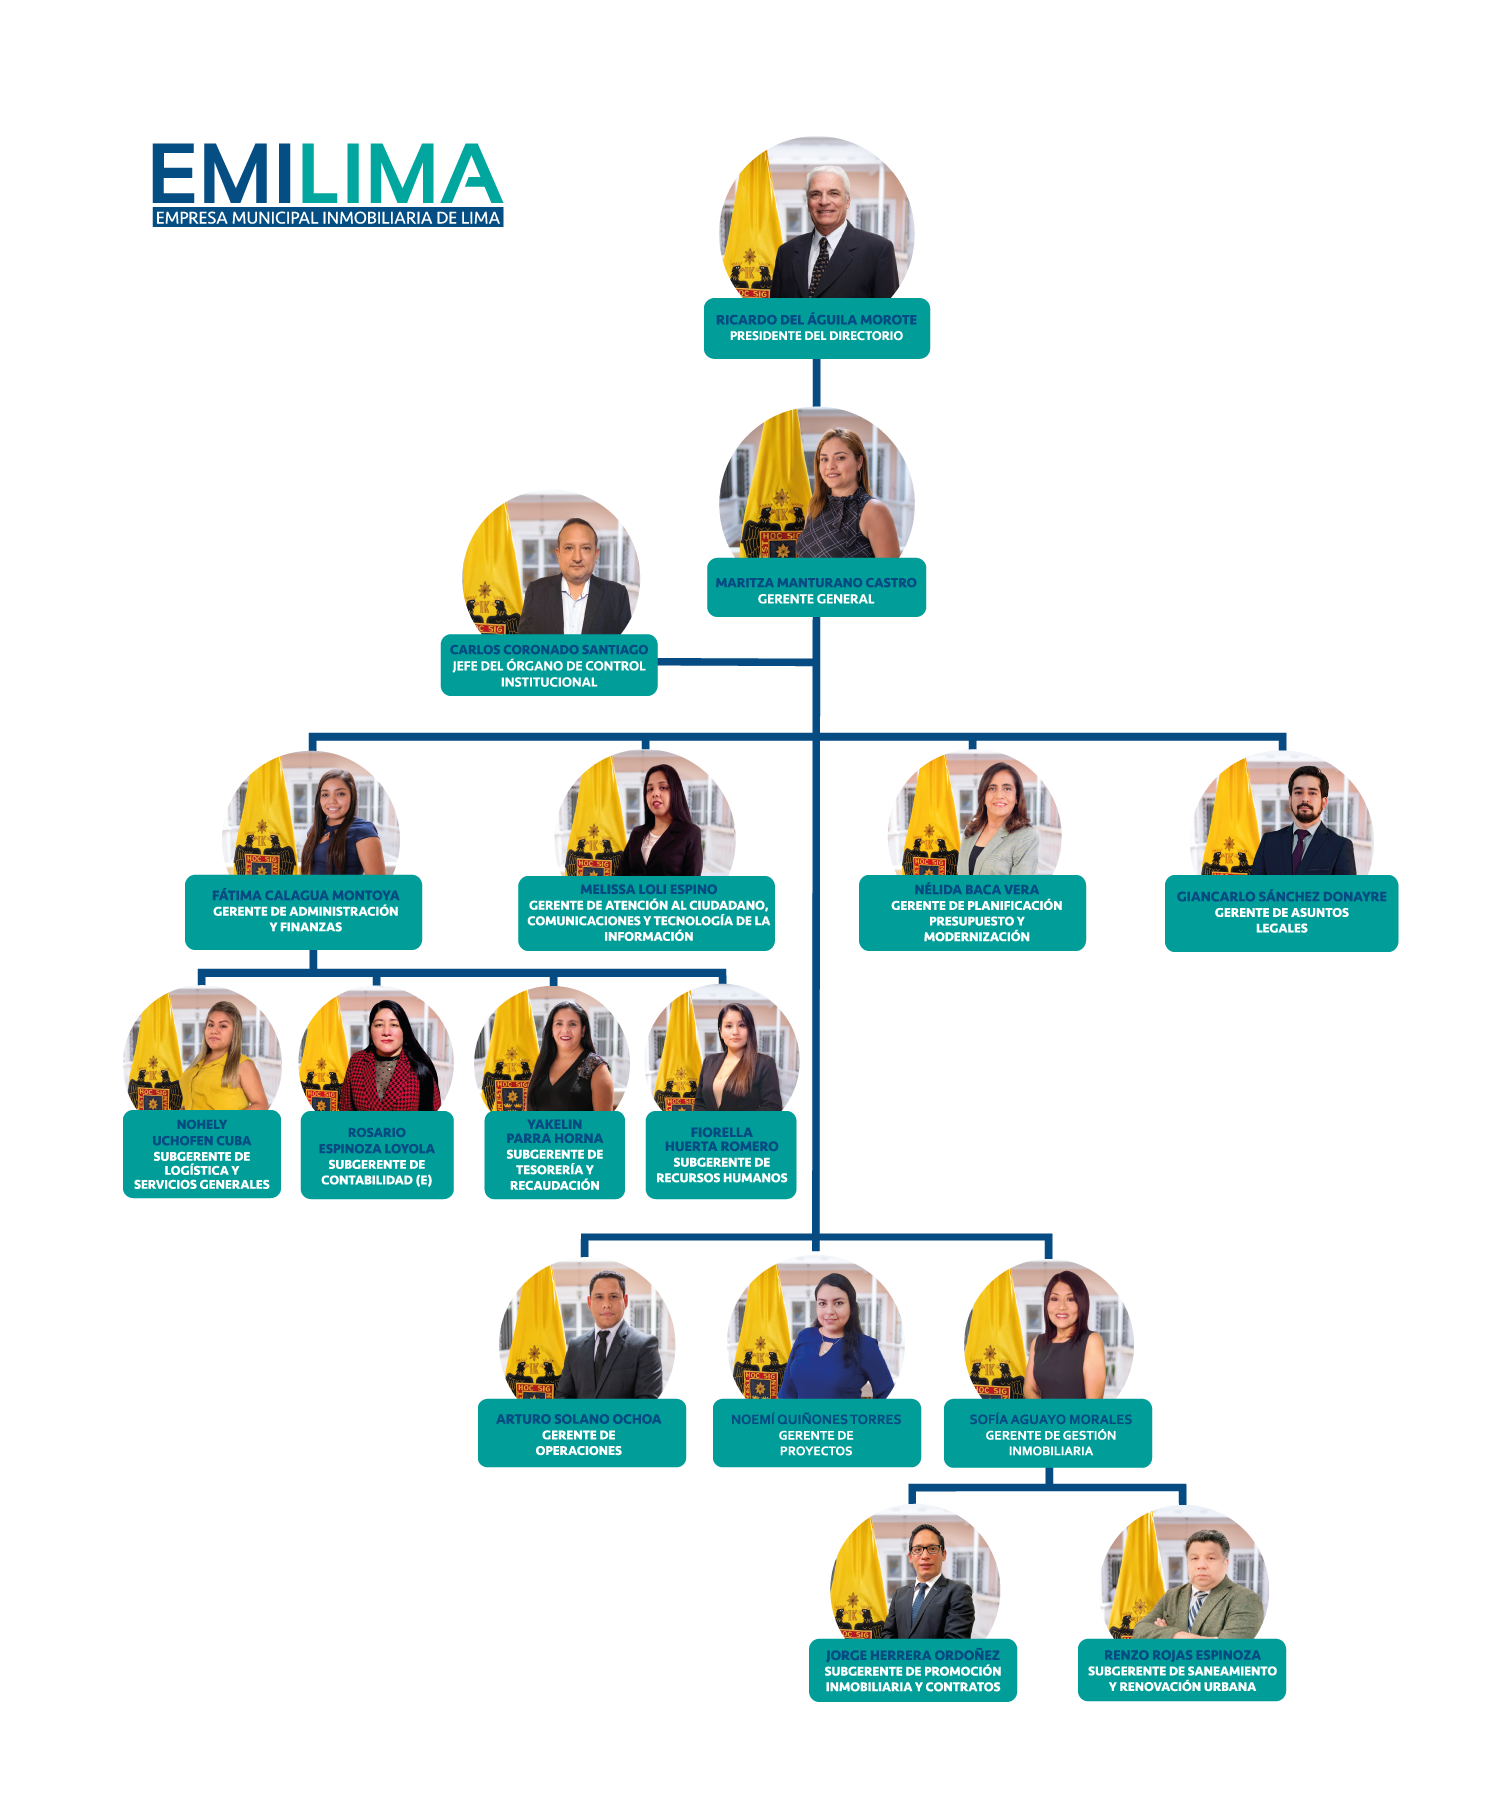 EMILIMA
EMPRESA MUNICIPAL INMOBILIARIA DE LIMA
RICARDO DEL ÁGUILA MOROTE
PRESIDENTE DEL DIRECTORIO
MARITZA MANTURANO CASTRO
GERENTE GENERAL
CARLOS CORONADO SANTIAGO
JEFE DEL ÓRGANO DE CONTROL
INSTITUCIONAL
FÁTIMA CALAGUA MONTOYA
GERENTE DE ADMINISTRACIÓN
Y FINANZAS
MELISSA LOLI ESPINO
GERENTE DE ATENCIÓN AL CIUDADANO,
COMUNICACIONES Y TECNOLOGÍA DE LA
INFORMACIÓN
NÉLIDA BACA VERA
GERENTE DE PLANIFICACIÓN
PRESUPUESTO Y
MODERNIZACIÓN
GIANCARLO SÁNCHEZ DONAYRE
GERENTE DE ASUNTOS
LEGALES
NOHELY
UCHOFEN CUBA
SUBGERENTE DE
LOGÍSTICA Y
SERVICIOS GENERALES
ROSARIO
ESPINOZA LOYOLA
SUBGERENTE DE
CONTABILIDAD (E)
YAKELIN
PARRA HORNA
SUBGERENTE DE
TESORERÍA Y
RECAUDACIÓN
FIORELLA
HUERTA ROMERO
SUBGERENTE DE
RECURSOS HUMANOS
ARTURO SOLANO OCHOA
GERENTE DE
OPERACIONES
NOEMÍ QUIÑONES TORRES
GERENTE DE
PROYECTOS
SOFÍA AGUAYO MORALES
GERENTE DE GESTIÓN
INMOBILIARIA
JORGE HERRERA ORDOÑEZ
SUBGERENTE DE PROMOCIÓN
INMOBILIARIA Y CONTRATOS
RENZO ROJAS ESPINOZA
SUBGERENTE DE SANEAMIENTO
Y RENOVACIÓN URBANA